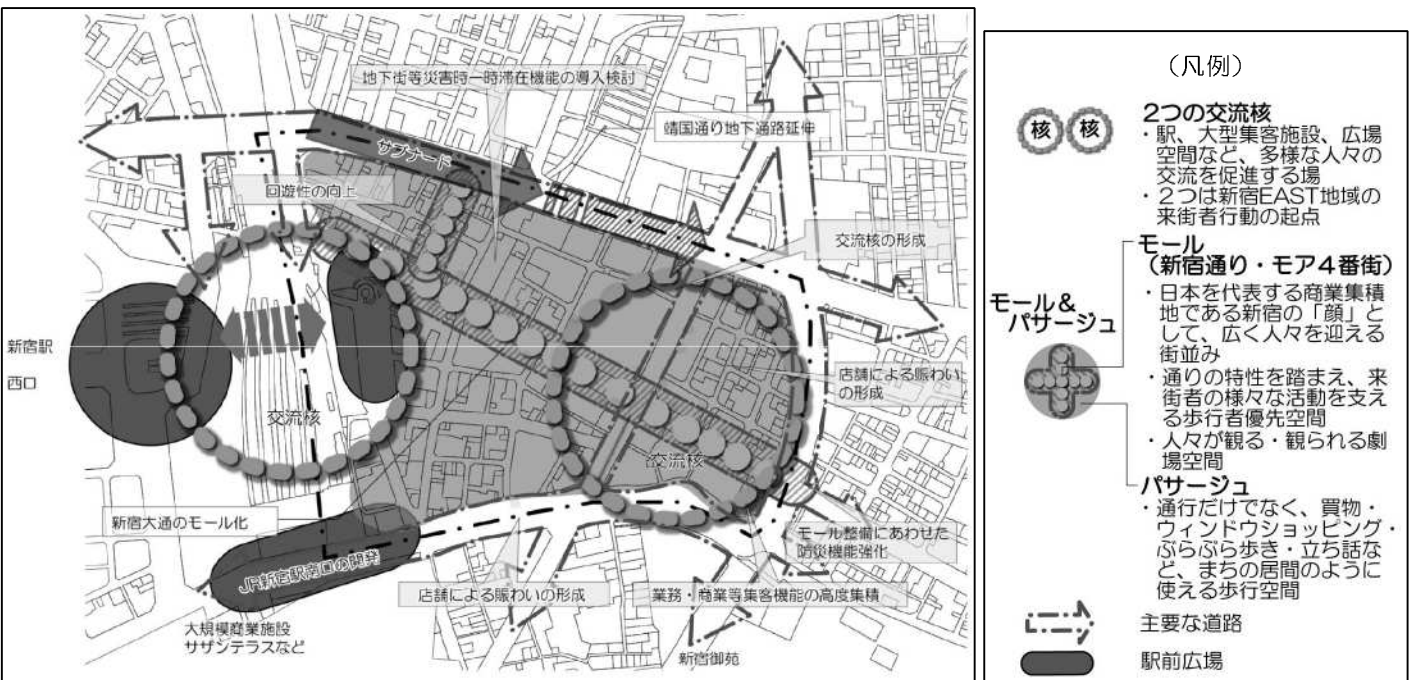 地下街等災害時一時滞在機能の導入検討
靖国通り地下通路延伸
サブナード
回遊性の向上
交流核の形成
新宿駅
西口
店舗による賑わい
の形成
交流核
交流核
新宿大通のモール化
モール整備にあわせた
防災機能強化
JR新宿駅南口の開発
店舗による賑わいの形成
業務・商業等集客機能の高度集積
大規模商業施設
サザンテラスなど
新宿御苑
（凡例）
核 核
2つの交流核
・駅、大型集客施設、広場
空間など、多様な人々の
交流を促進する場
・２つは新宿EAST地域の
来街者行動の起点
モール＆
パサージュ
モール
（新宿通り・モア４番街）
・日本を代表する商業集積
地である新宿の「顔」と
して、広く人々を迎える
街並み
・通りの特性を踏まえ、来
街者の様々な活動を支え
る歩行者優先空間
・人々が観る・観られる劇
場空間
パサージュ
・通行だけでなく、買物・
ウィンドウショッピング・
ぶらぶら歩き・立ち話な
ど、まちの居間のように
使える歩行空間
主要な道路
駅前広場